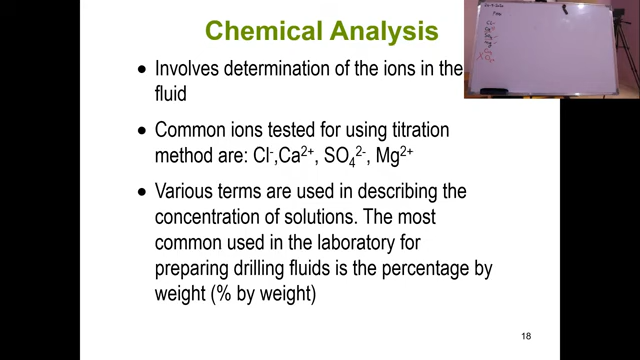 Chemical Analysis
• Involves determination of the ions in the
fluid
• Common ions tested for using titration
method are: Cl⁻,Ca²⁺, SO₄²⁻, Mg²⁺
• Various terms are used in describing the
concentration of solutions. The most
common used in the laboratory for
preparing drilling fluids is the percentage by
weight (% by weight)
18